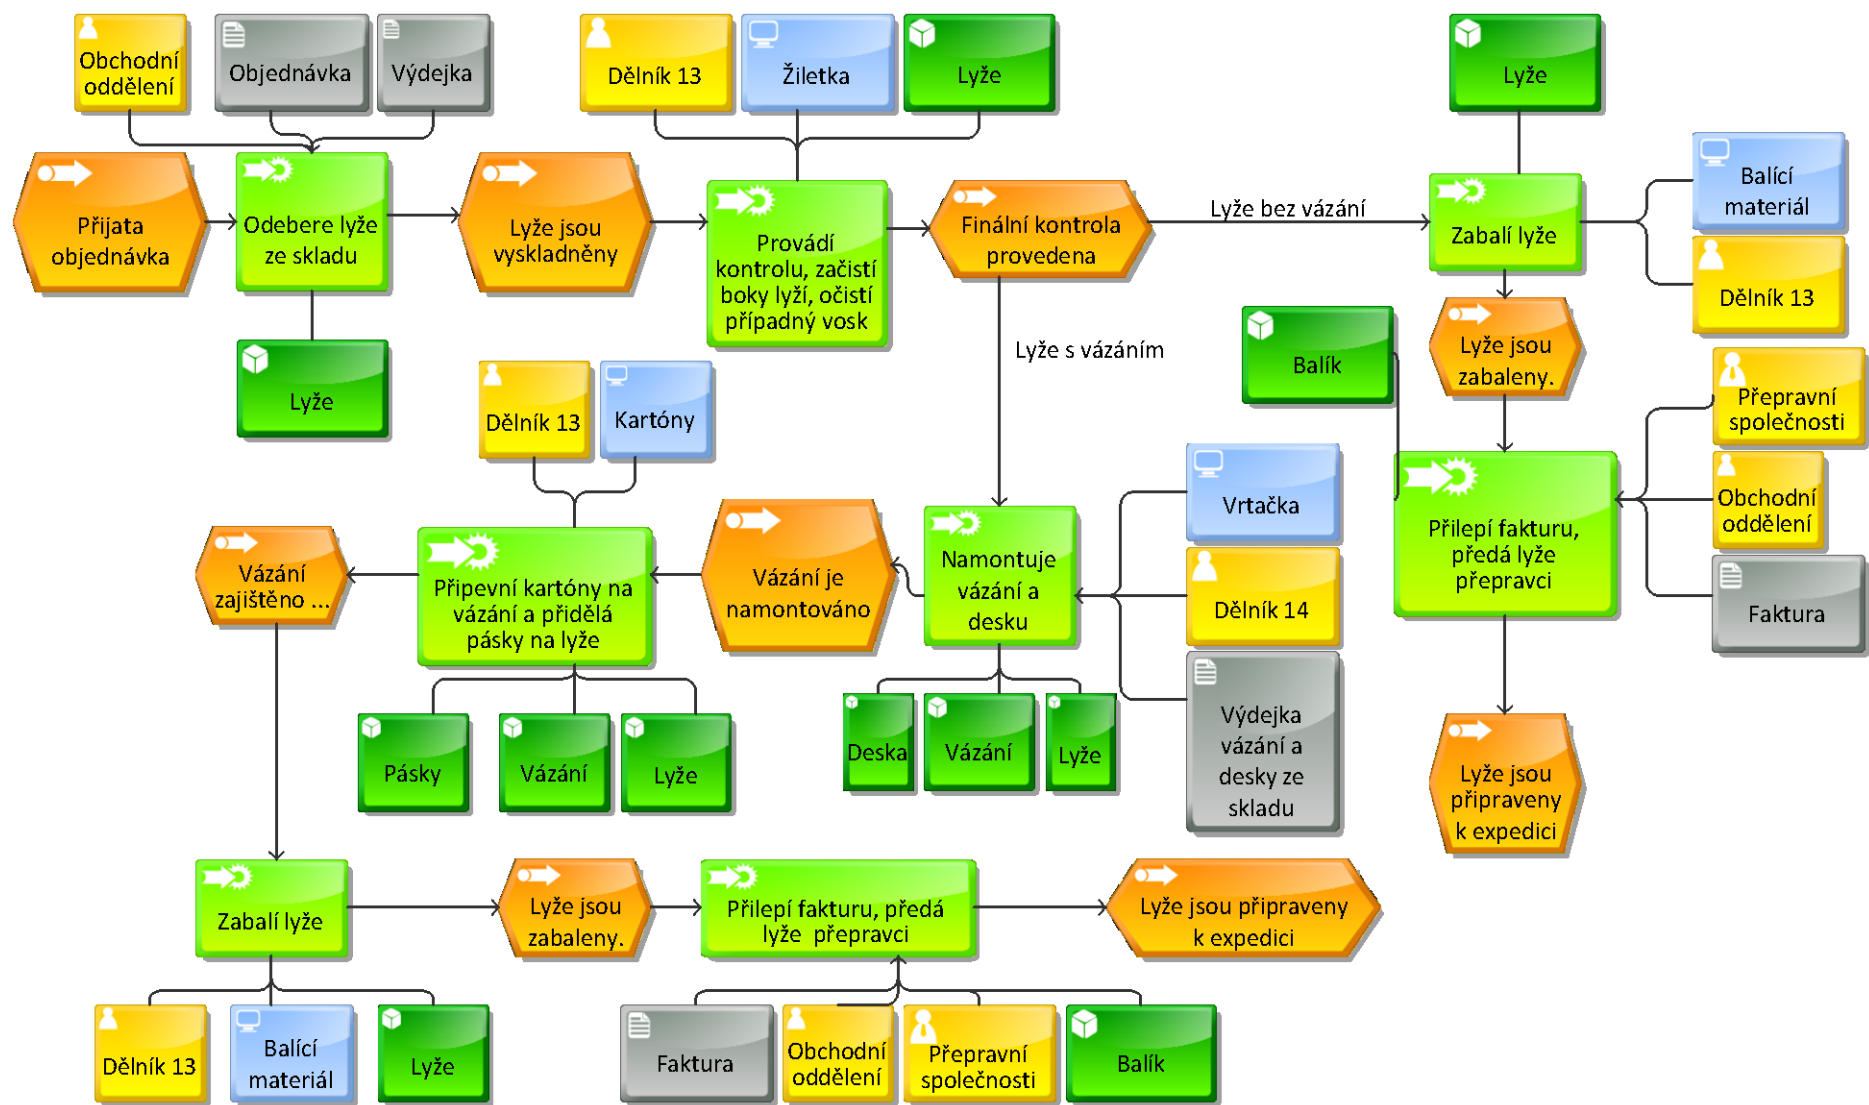 Obchodní
oddělení
Objednávka
Výdejka
Dělník 13
Žiletka
Lyže
Lyže
Přijata
objednávka
Odebere lyže
ze skladu
Lyže jsou
vyskladněny
Provádí
kontrolu, začistí
boky lyží, očistí
případný vosk
Finální kontrola
provedena
Lyže bez vázání
Zabalí lyže
Balící
materiál
Dělník 13
Lyže
Lyže s vázáním
Balík
Lyže jsou
zabaleny.
Přepravní
společnosti
Dělník 13
Kartóny
Vrtačka
Obchodní
oddělení
Přilepí fakturu,
předá lyže
přepravci
Vázání
zajištěno ...
Připevní kartóny na
vázání a přidělá
pásky na lyže
Vázání je
namontováno
Namontuje
vázání a
desku
Dělník 14
Faktura
Pásky
Vázání
Lyže
Deska
Vázání
Lyže
Výdejka
vázání a
desky ze
skladu
Lyže jsou
připraveny
k expedici
Zabalí lyže
Lyže jsou
zabaleny.
Přilepí fakturu, předá
lyže  přepravci
Lyže jsou připraveny
k expedici
Dělník 13
Balící
materiál
Lyže
Faktura
Obchodní
oddělení
Přepravní
společnosti
Balík